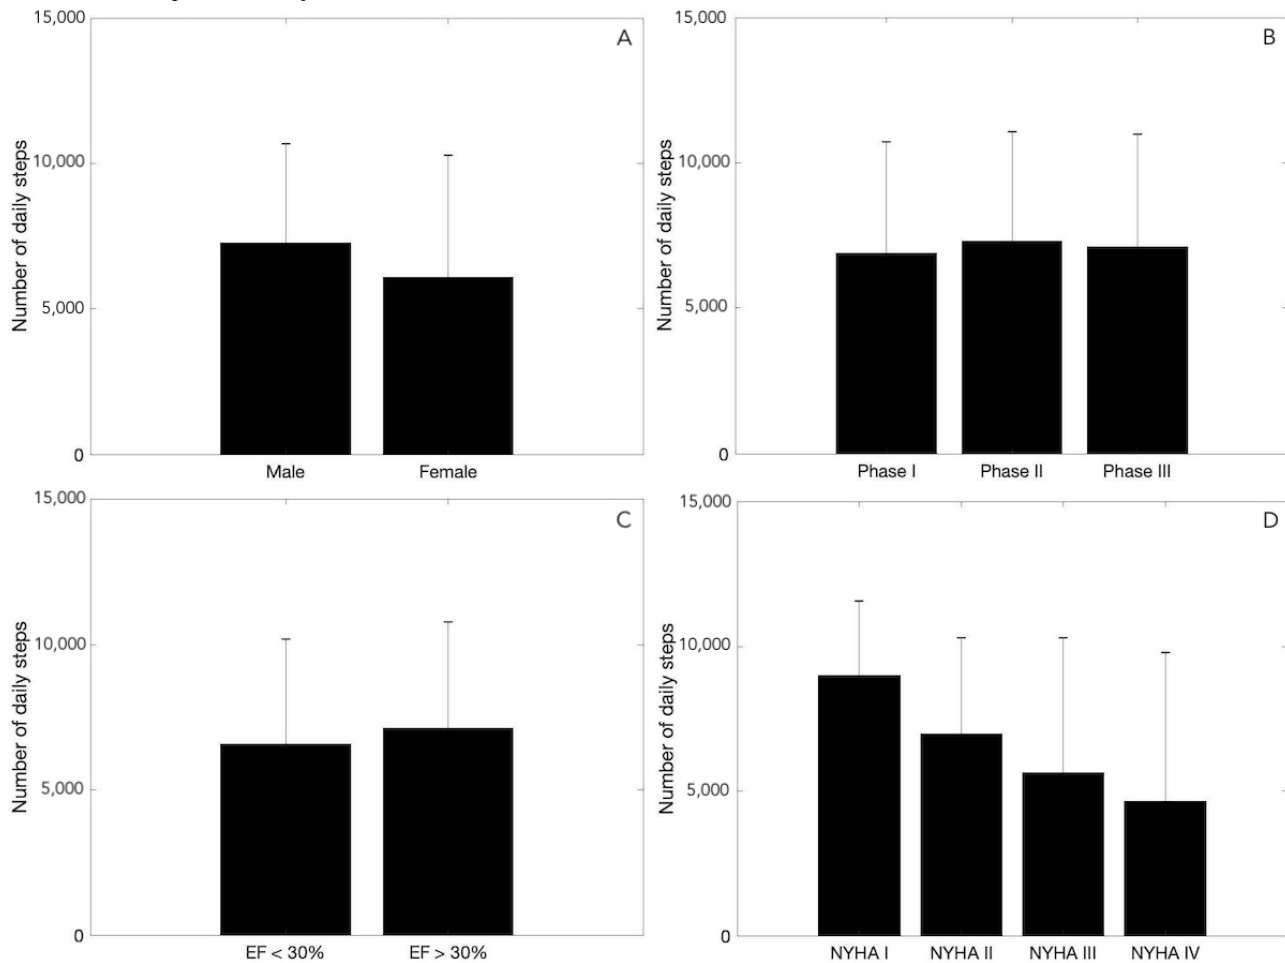 15,000
A
10,000
5,000
0
Number of daily steps
Male Female
15,000
B
10,000
5,000
0
Number of daily steps
Phase I Phase II Phase III
15,000
C
10,000
5,000
0
Number of daily steps
EF < 30% EF > 30%
15,000
D
10,000
5,000
0
Number of daily steps
NYHA I NYHA II NYHA III NYHA IV